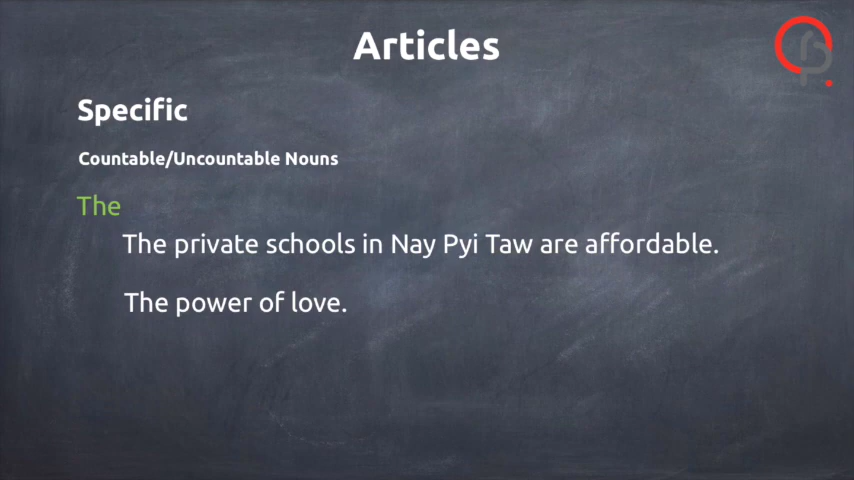 Articles
Specific
Countable/Uncountable Nouns
The
The private schools in Nay Pyi Taw are affordable.
The power of love.